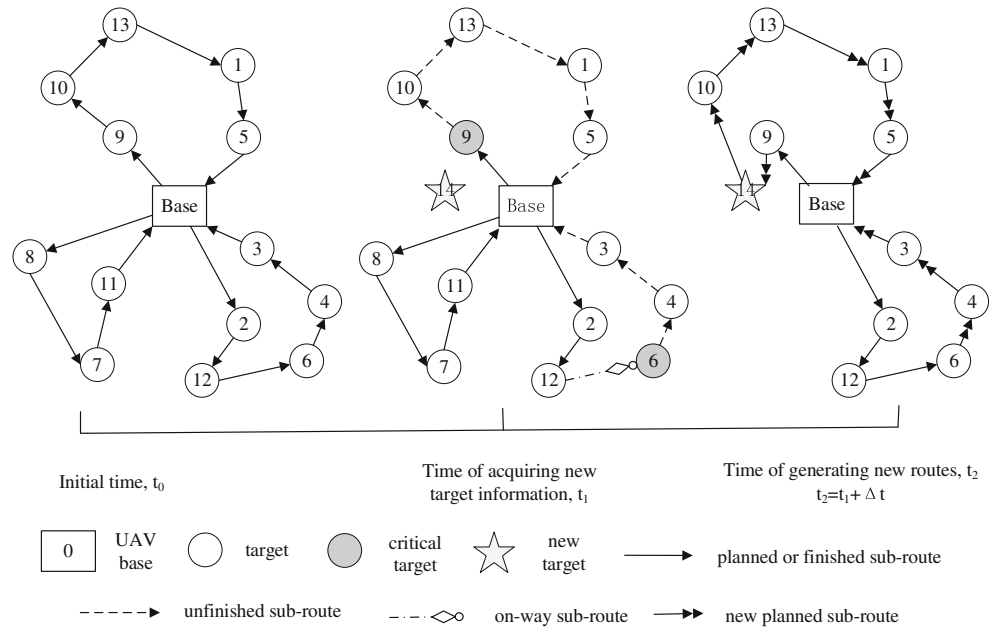 13
1
10
9
5
Base
8
3
11
4
2
7
6
12
13
1
10
9
5
14
Base
8
3
11
4
2
7
6
12
13
1
10
9
5
14
Base
3
4
2
6
12
Initial time, t₀
Time of acquiring new
target information, t₁
Time of generating new routes, t₂
t₂=t₁+ Δ t
0
UAV
base
target
critical
target
new
target
planned or finished sub-route
unfinished sub-route
on-way sub-route
new planned sub-route